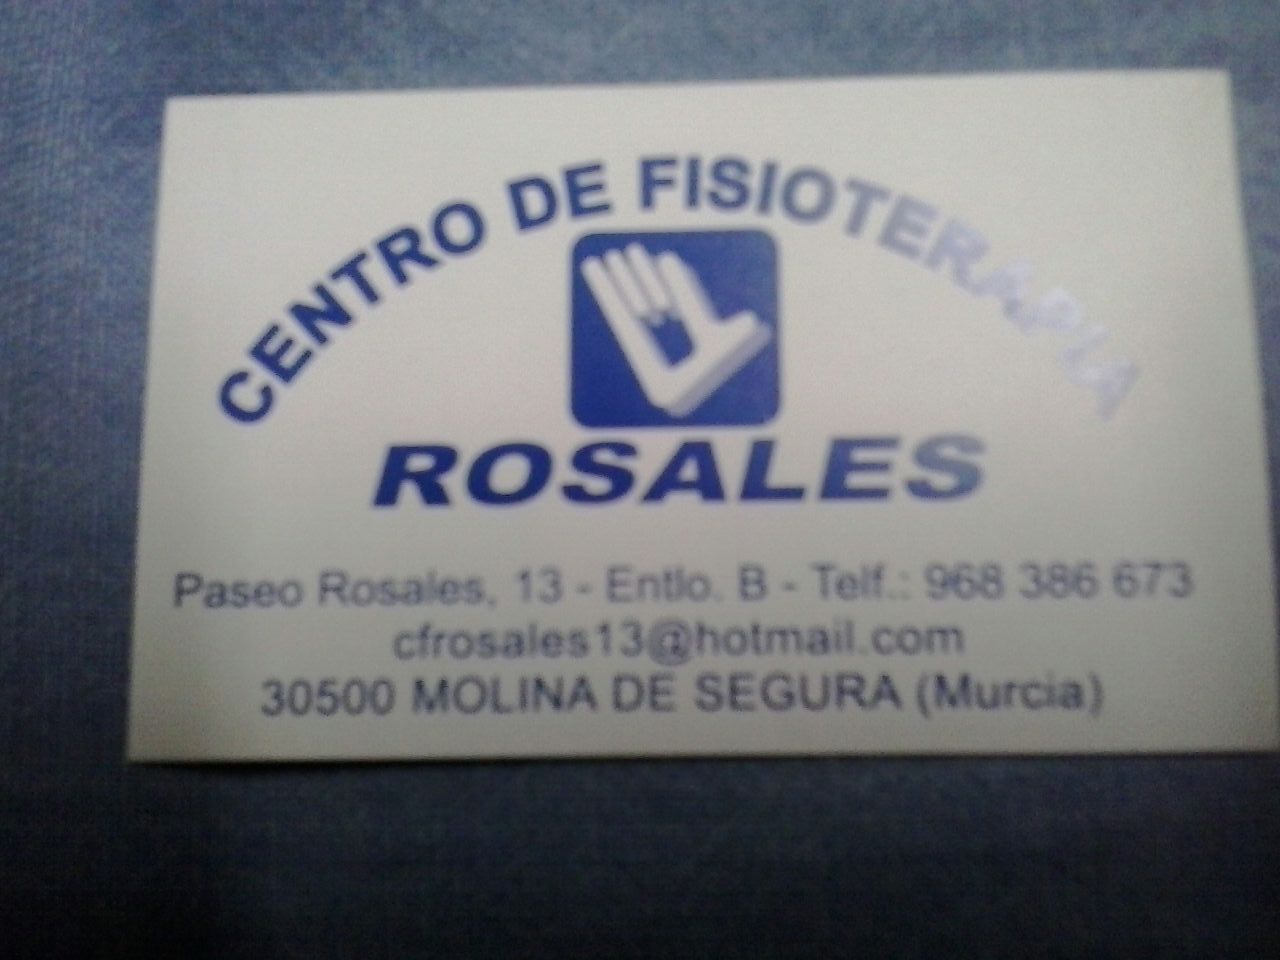 CENTRO DE FISIOTERAPIA
ROSALES
Paseo Rosales, 13 - Entlo. B - Telf.: 968 386 673
cfrosales13@hotmail.com
30500 MOLINA DE SEGURA (Murcia)